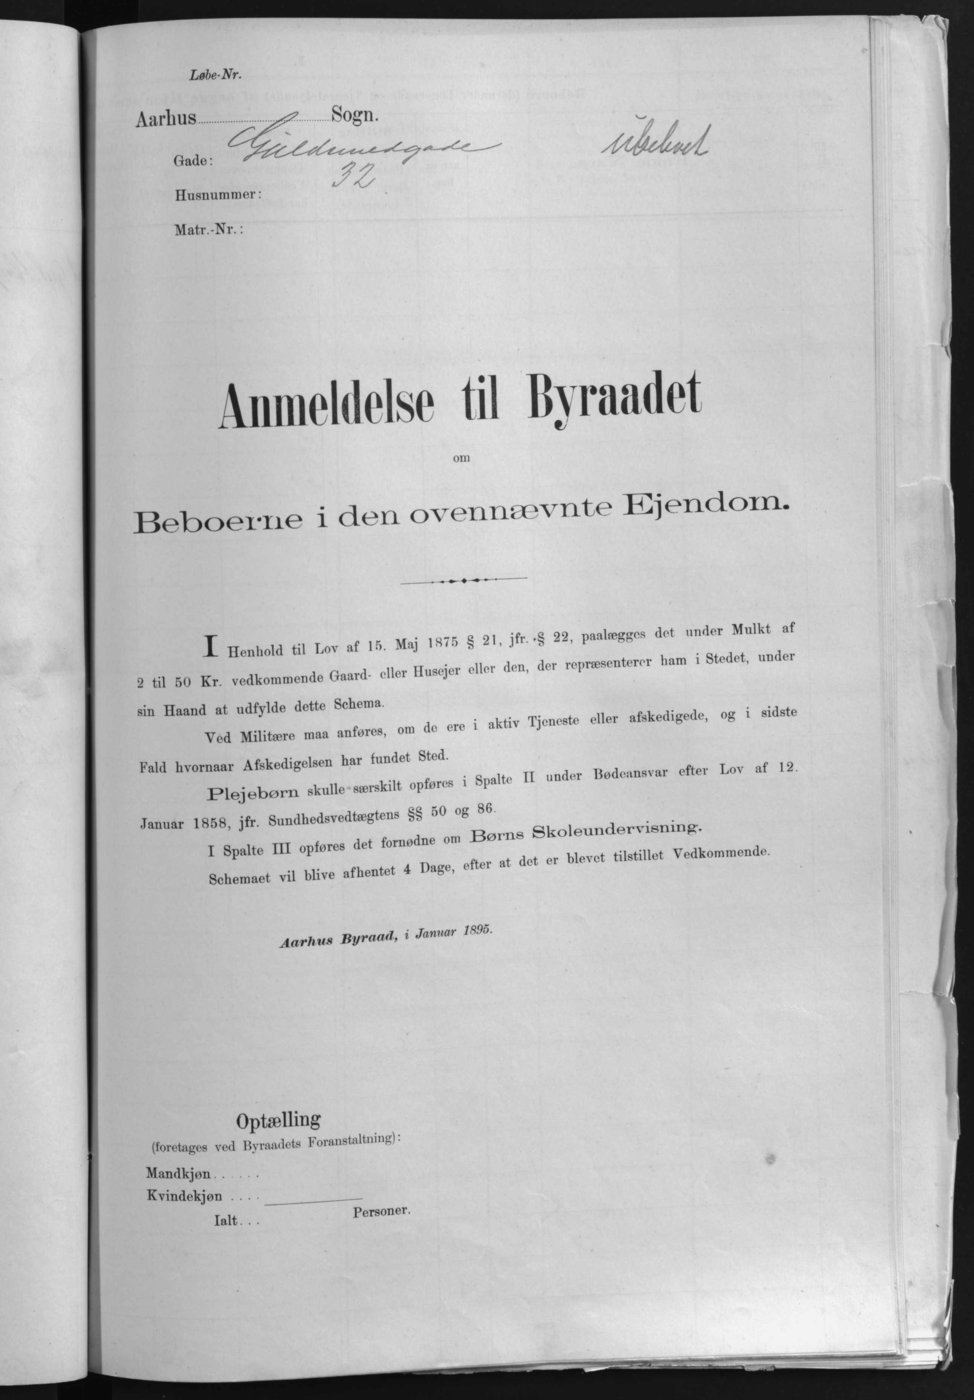 Løbe-Nr.
Aarhus Sogn.
Gade: Guldsmedgade ubeboet
Husnummer: 32
Matr.-Nr.:
Anmeldelse til Byraadet
om
Beboerne i den ovennævnte Ejendom.
I Henhold til Lov af 15. Maj 1875 § 21, jfr. § 22, paalægges det under Mulkt af
2 til 50 Kr. vedkommende Gaard- eller Husejer eller den, der repræsenterer ham i Stedet, under
sin Haand at udfylde dette Schema.
Ved Militære maa anføres, om de ere i aktiv Tjeneste eller afskedigede, og i sidste
Fald hvornaar Afskedigelsen har fundet Sted.
Plejebørn skulle særskilt opføres i Spalte II under Bødeansvar efter Lov af 12.
Januar 1858, jfr. Sundhedsvedtægtens §§ 50 og 86.
I Spalte III opføres det fornødne om Børns Skoleundervisning.
Schemaet vil blive afhentet 4 Dage, efter at det er blevet tilstillet Vedkommende.
Aarhus Byraad, i Januar 1895.
Optælling
(foretages ved Byraadets Foranstaltning):
Mandkjøn . . . . . .
Kvindekjøn . . . .
Ialt . . . Personer.